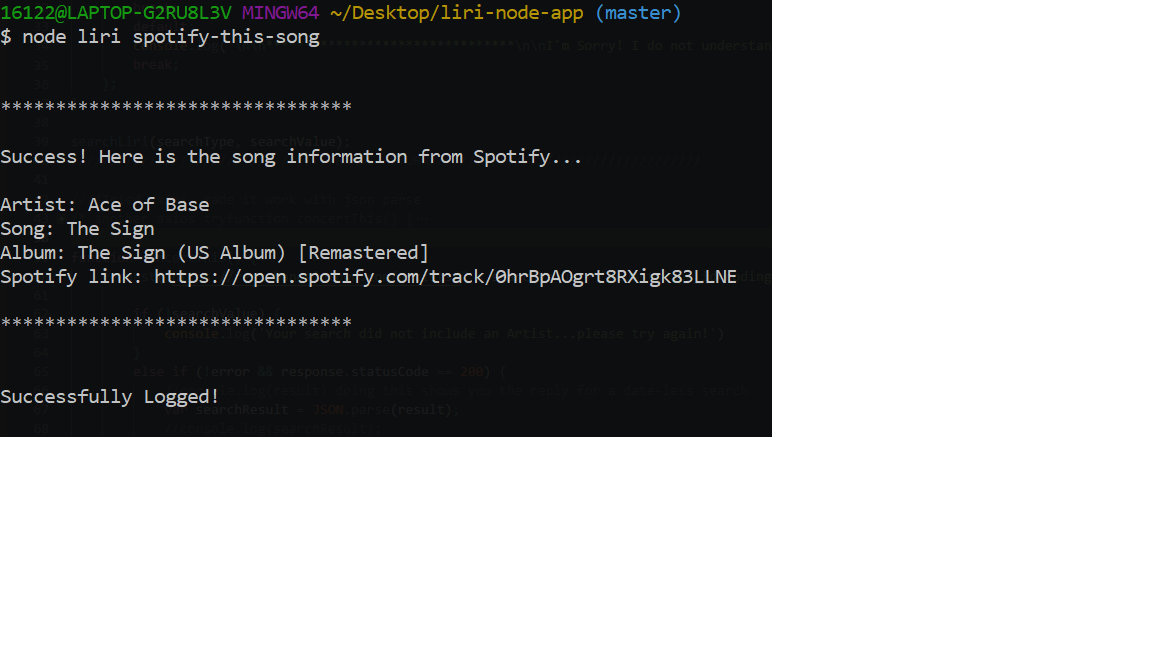 16122@LAPTOP-G2RU8L3V MINGW64 ~/Desktop/liri-node-app (master)
$ node liri spotify-this-song
********************************
Success! Here is the song information from Spotify...
Artist: Ace of Base
Song: The Sign
Album: The Sign (US Album) [Remastered]
Spotify link: https://open.spotify.com/track/0hrBpAOgrt8RXigk83LLNE
********************************
Successfully Logged!